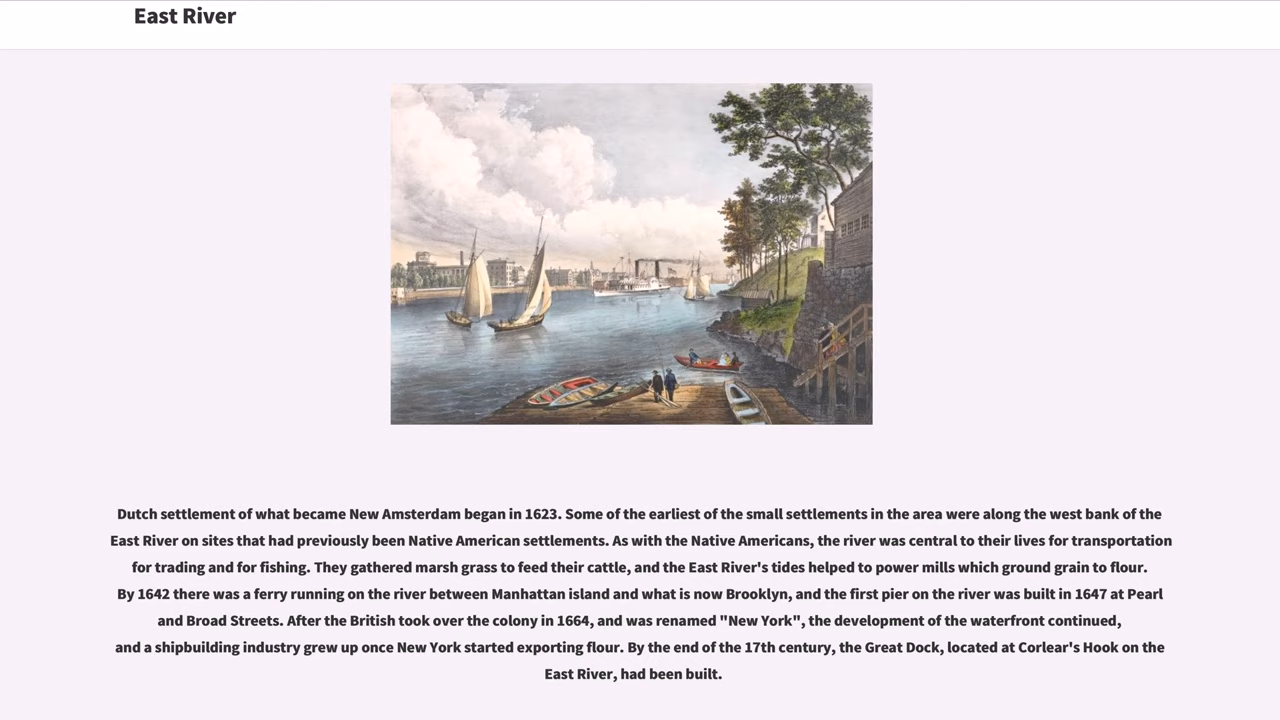 East River
Dutch settlement of what became New Amsterdam began in 1623. Some of the earliest of the small settlements in the area were along the west bank of the
East River on sites that had previously been Native American settlements. As with the Native Americans, the river was central to their lives for transportation
for trading and for fishing. They gathered marsh grass to feed their cattle, and the East River's tides helped to power mills which ground grain to flour.
By 1642 there was a ferry running on the river between Manhattan island and what is now Brooklyn, and the first pier on the river was built in 1647 at Pearl
and Broad Streets. After the British took over the colony in 1664, and was renamed "New York", the development of the waterfront continued,
and a shipbuilding industry grew up once New York started exporting flour. By the end of the 17th century, the Great Dock, located at Corlear's Hook on the
East River, had been built.